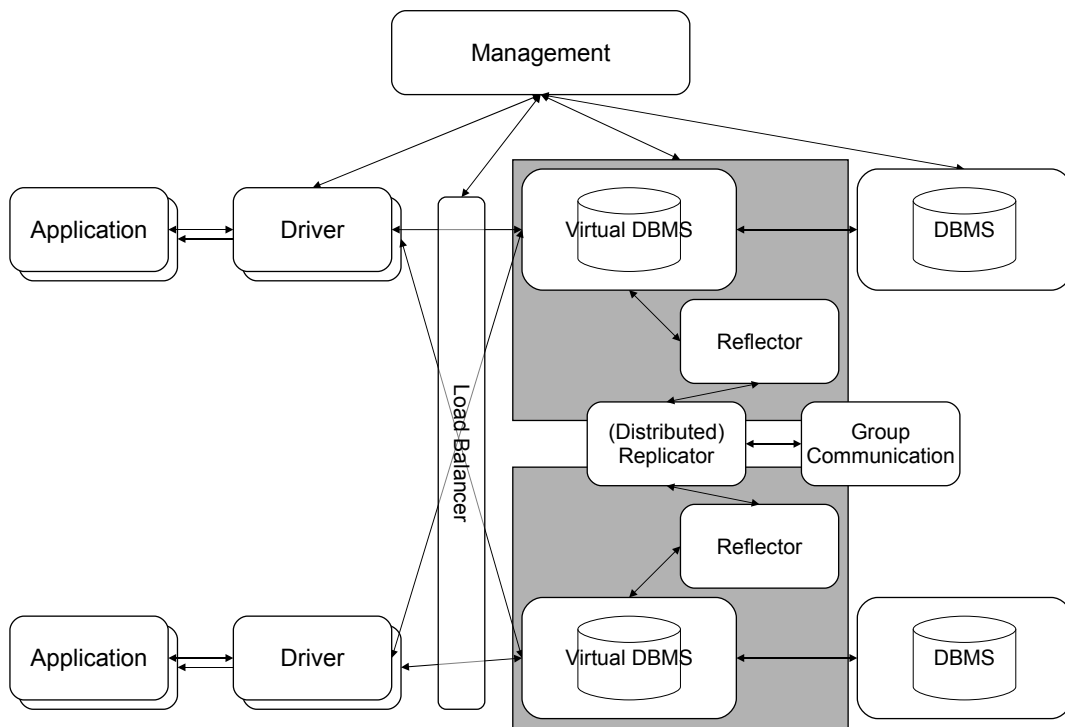 Management
Application
Driver
Virtual DBMS
DBMS
Reflector
Load Balancer
(Distributed)
Replicator
Group
Communication
Reflector
Application
Driver
Virtual DBMS
DBMS